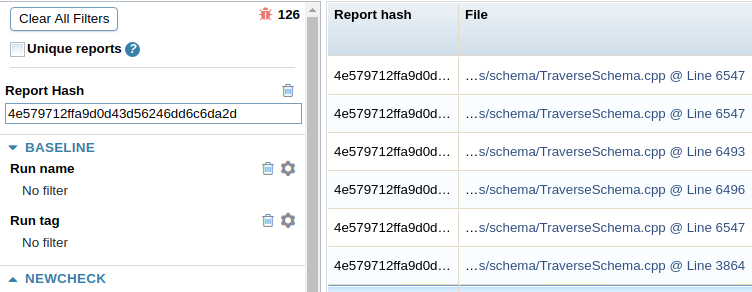 Clear All Filters
126
Unique reports ?
Report Hash
4e579712ffa9d0d43d56246dd6c6da2d
BASELINE
Run name
No filter
Run tag
No filter
NEWCHECK
Report hash File
4e579712ffa9d0d... ...s/schema/TraverseSchema.cpp @ Line 6547
4e579712ffa9d0d... ...s/schema/TraverseSchema.cpp @ Line 6547
4e579712ffa9d0d... ...s/schema/TraverseSchema.cpp @ Line 6493
4e579712ffa9d0d... ...s/schema/TraverseSchema.cpp @ Line 6496
4e579712ffa9d0d... ...s/schema/TraverseSchema.cpp @ Line 6547
4e579712ffa9d0d... ...s/schema/TraverseSchema.cpp @ Line 3864